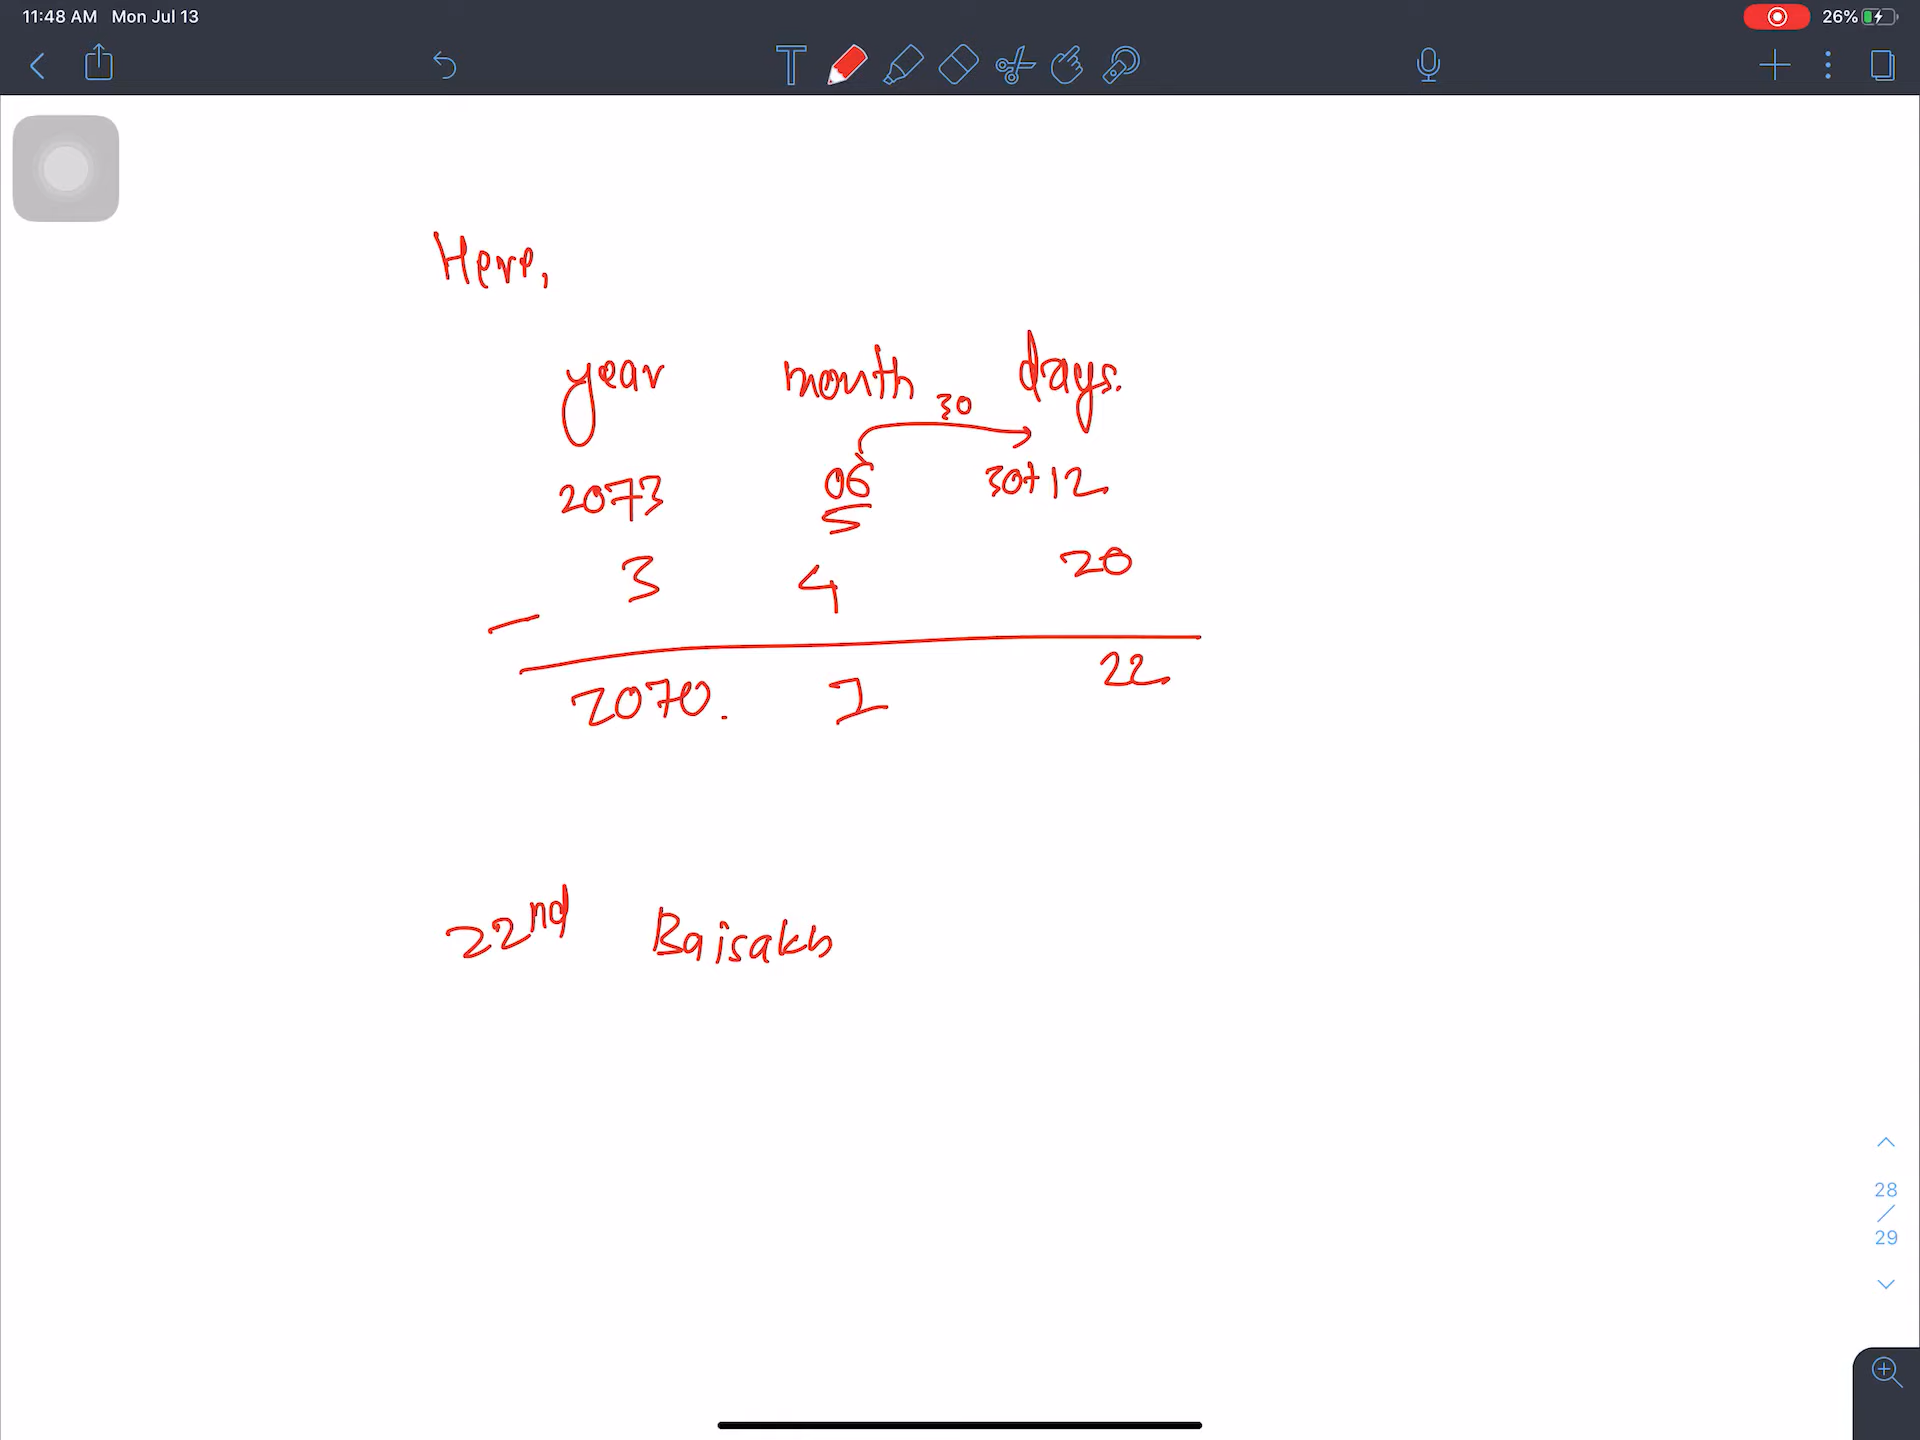 11:48 AM Mon Jul 13
26%
Here,
year month days.
30
2073 06 30+12
5
3 4 20
—
2070. 1 22
22nd Baisakh
28
/
29